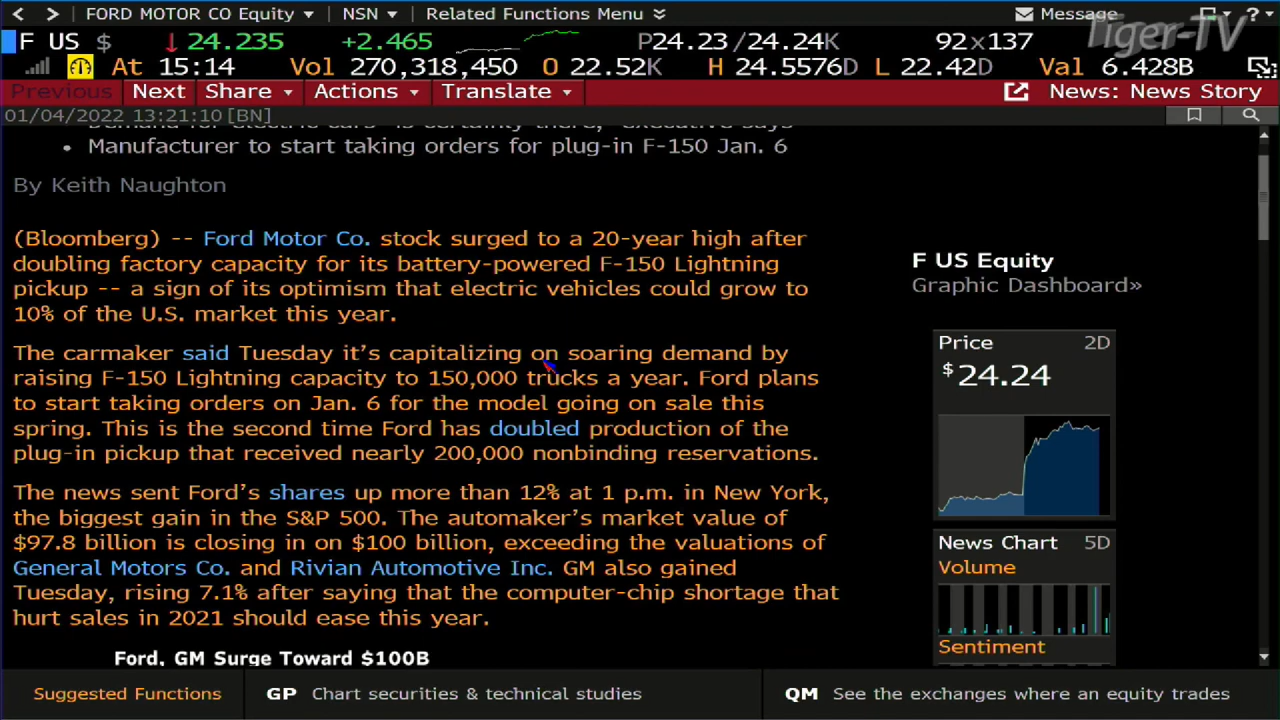 FORD MOTOR CO Equity NSN Related Functions Menu Message ?
Tiger-TV
F US $ ↓24.235 +2.465 P24.23/24.24K 92x137
At 15:14 Vol 270,318,450 O 22.52K H 24.5576D L 22.42D Val 6.428B
Previous Next Share Actions Translate News: News Story
01/04/2022 13:21:10 [BN]
Demand for electric cars ‘is certainly there,’ executive says
• Manufacturer to start taking orders for plug-in F-150 Jan. 6
By Keith Naughton
(Bloomberg) -- Ford Motor Co. stock surged to a 20-year high after
doubling factory capacity for its battery-powered F-150 Lightning
pickup -- a sign of its optimism that electric vehicles could grow to
10% of the U.S. market this year.
The carmaker said Tuesday it’s capitalizing on soaring demand by
raising F-150 Lightning capacity to 150,000 trucks a year. Ford plans
to start taking orders on Jan. 6 for the model going on sale this
spring. This is the second time Ford has doubled production of the
plug-in pickup that received nearly 200,000 nonbinding reservations.
The news sent Ford’s shares up more than 12% at 1 p.m. in New York,
the biggest gain in the S&P 500. The automaker’s market value of
$97.8 billion is closing in on $100 billion, exceeding the valuations of
General Motors Co. and Rivian Automotive Inc. GM also gained
Tuesday, rising 7.1% after saying that the computer-chip shortage that
hurt sales in 2021 should ease this year.
Ford, GM Surge Toward $100B
F US Equity
Graphic Dashboard»
Price 2D
$24.24
News Chart 5D
Volume
Sentiment
Suggested Functions GP Chart securities & technical studies QM See the exchanges where an equity trades